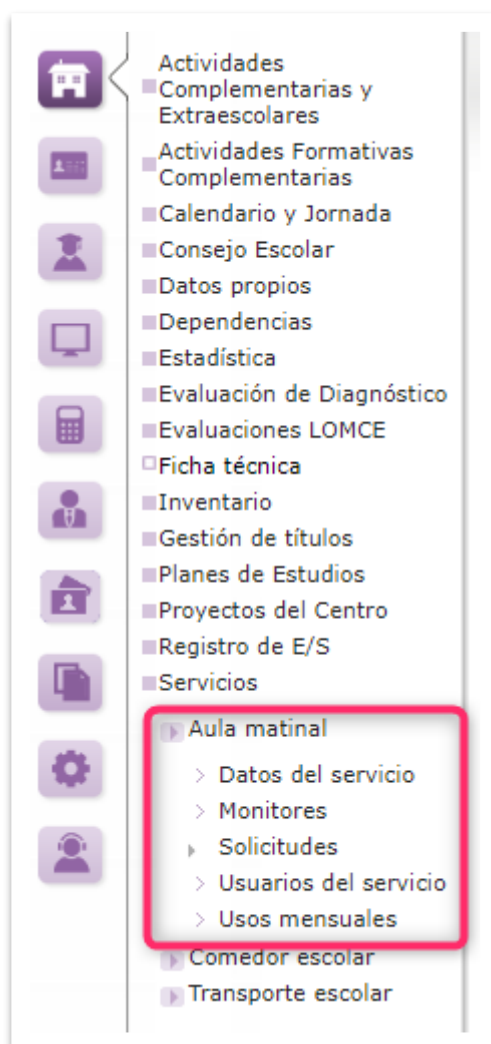 Actividades
Complementarias y
Extraescolares
Actividades Formativas
Complementarias
Calendario y Jornada
Consejo Escolar
Datos propios
Dependencias
Estadística
Evaluación de Diagnóstico
Evaluaciones LOMCE
Ficha técnica
Inventario
Gestión de títulos
Planes de Estudios
Proyectos del Centro
Registro de E/S
Servicios
Aula matinal
Datos del servicio
Monitores
Solicitudes
Usuarios del servicio
Usos mensuales
Comedor escolar
Transporte escolar